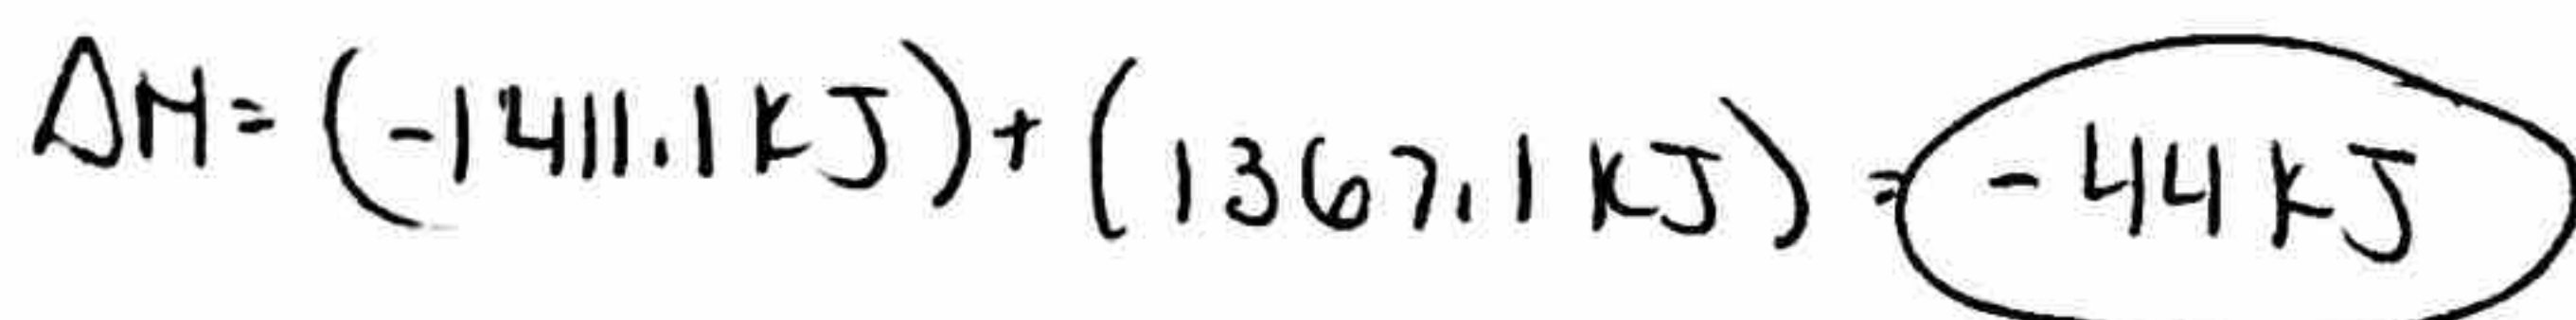 ΔH= (-1411.1 kJ) + (1367.1 kJ) = -44 kJ